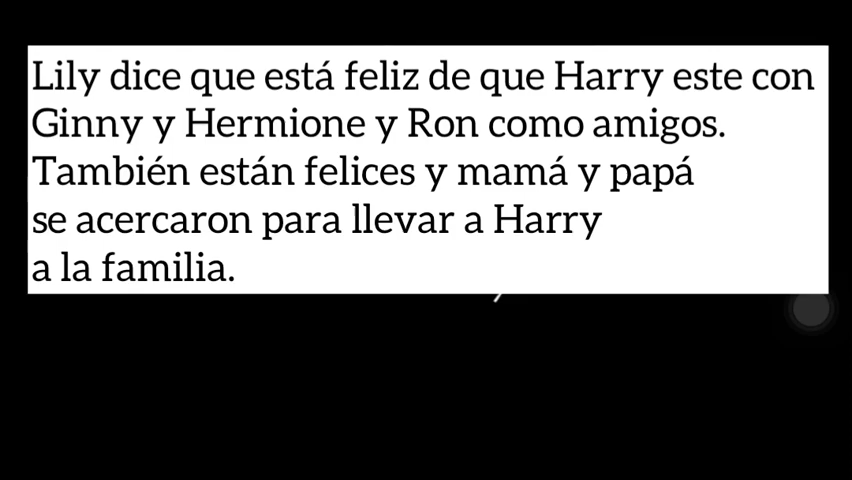 Lily dice que está feliz de que Harry este con
Ginny y Hermione y Ron como amigos.
También están felices y mamá y papá
se acercaron para llevar a Harry
a la familia.